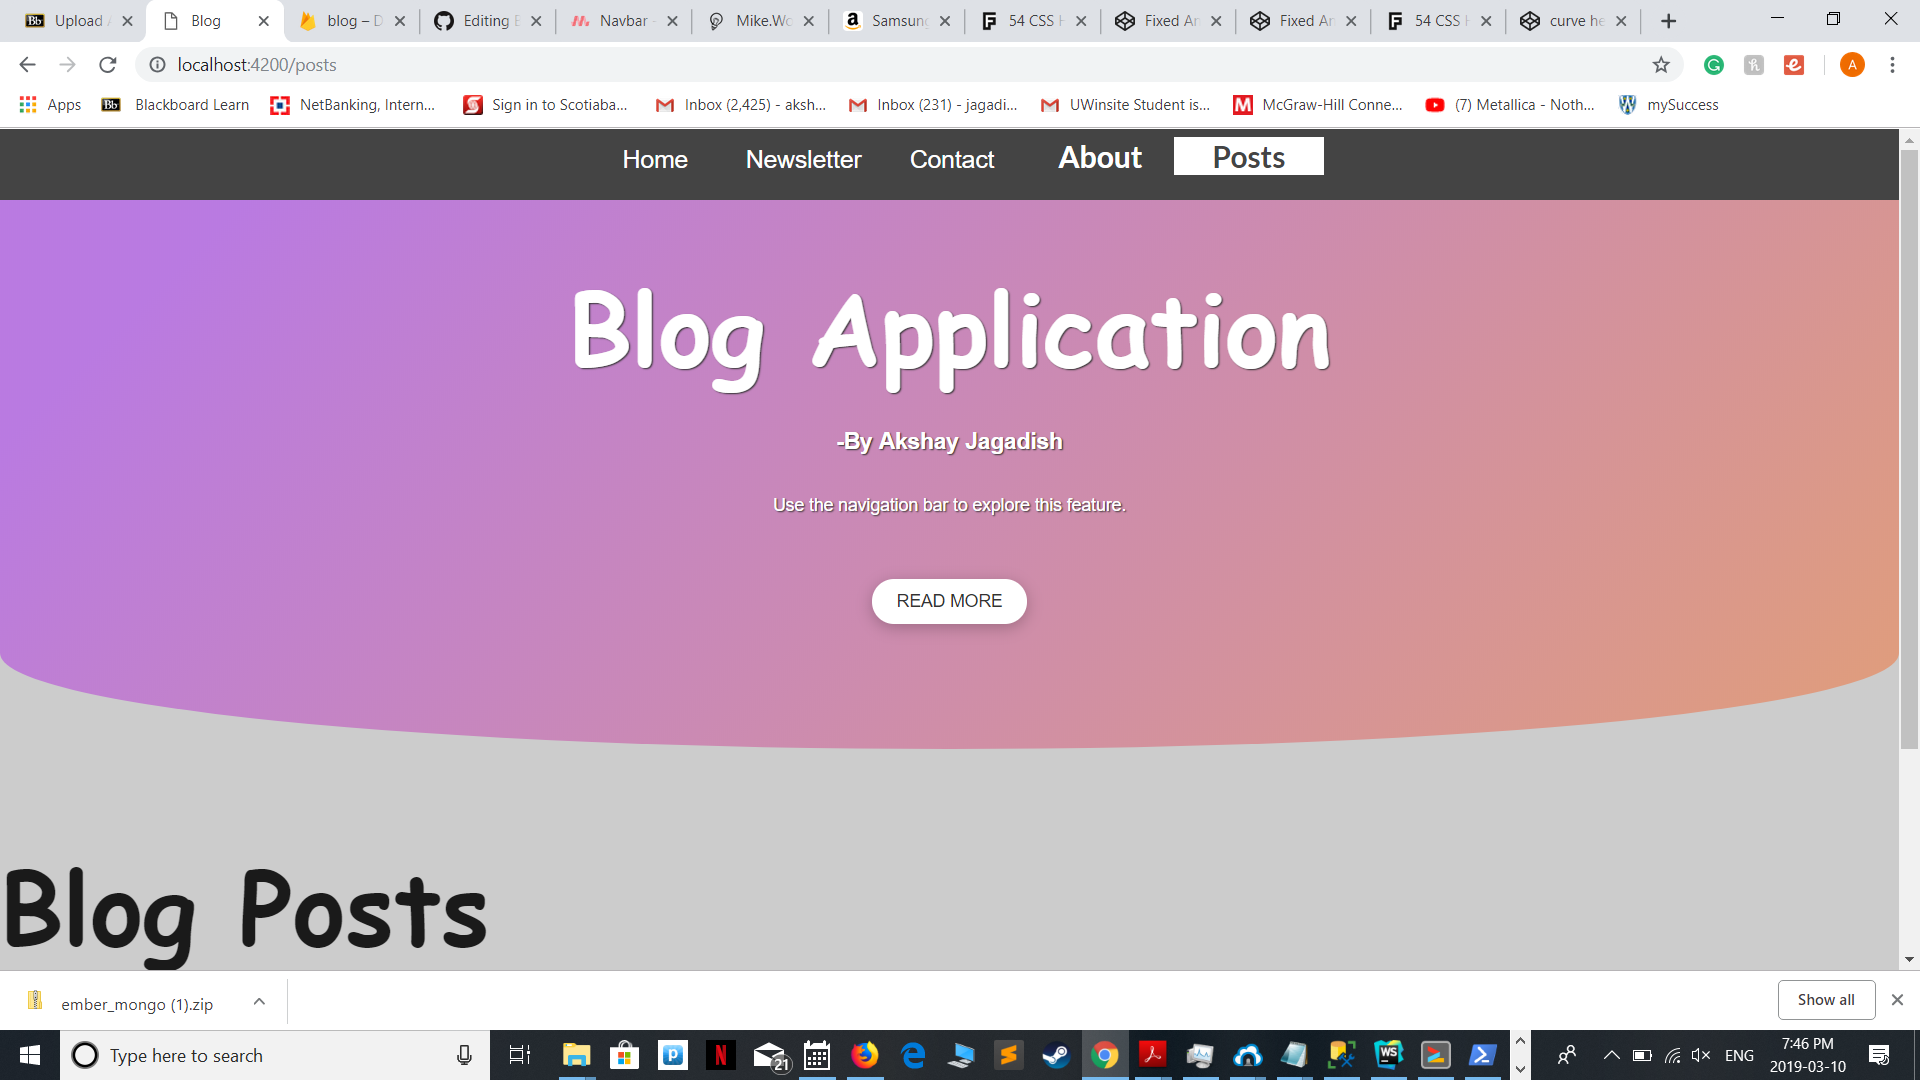 Upload A
Blog
blog – D
Editing B
Navbar -
Mike.Wo
Samsung
54 CSS H
Fixed An
Fixed An
54 CSS H
curve he
localhost:4200/posts
A
Apps
Bb
Blackboard Learn
NetBanking, Intern...
Sign in to Scotiaba...
Inbox (2,425) - aksh...
Inbox (231) - jagadi...
UWinsite Student is...
McGraw-Hill Conne...
(7) Metallica - Noth...
mySuccess
Home
Newsletter
Contact
About
Posts
Blog Application
-By Akshay Jagadish
Use the navigation bar to explore this feature.
READ MORE
Blog Posts
ember_mongo (1).zip
Show all
Type here to search
21
ENG
7:46 PM
2019-03-10